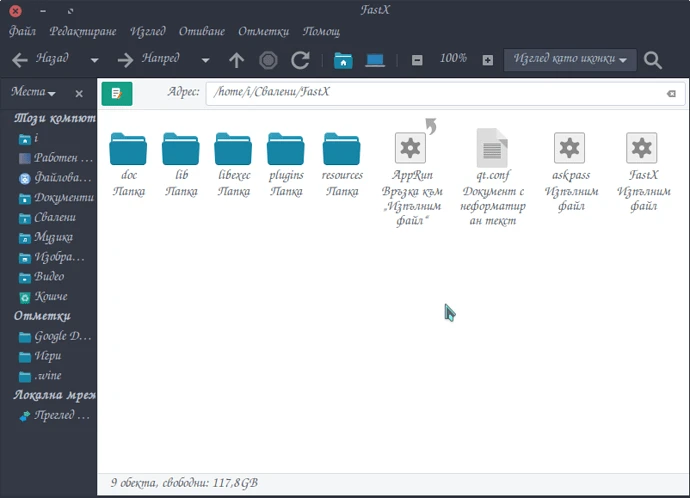 FastX
Файл Редактиране Изглед Отиване Отметки Помощ
Назад Напред 100% Изглед като иконки
Места Адрес: /home/i/Свалени/FastX
Този компют
i
Работен ...
Файлова...
Документи
Свалени
Музика
Изобра...
Видео
Кошче
Отметки
Google D...
Игри
.wine
Локална мреж
Преглед ...
doc
Папка
lib
Папка
libexec
Папка
plugins
Папка
resources
Папка
AppRun
Връзка към
„Изпълним
файл“
qt.conf
Документ с
неформатир
ан текст
askpass
Изпълним
файл
FastX
Изпълним
файл
9 обекта, свободни: 117,8GB